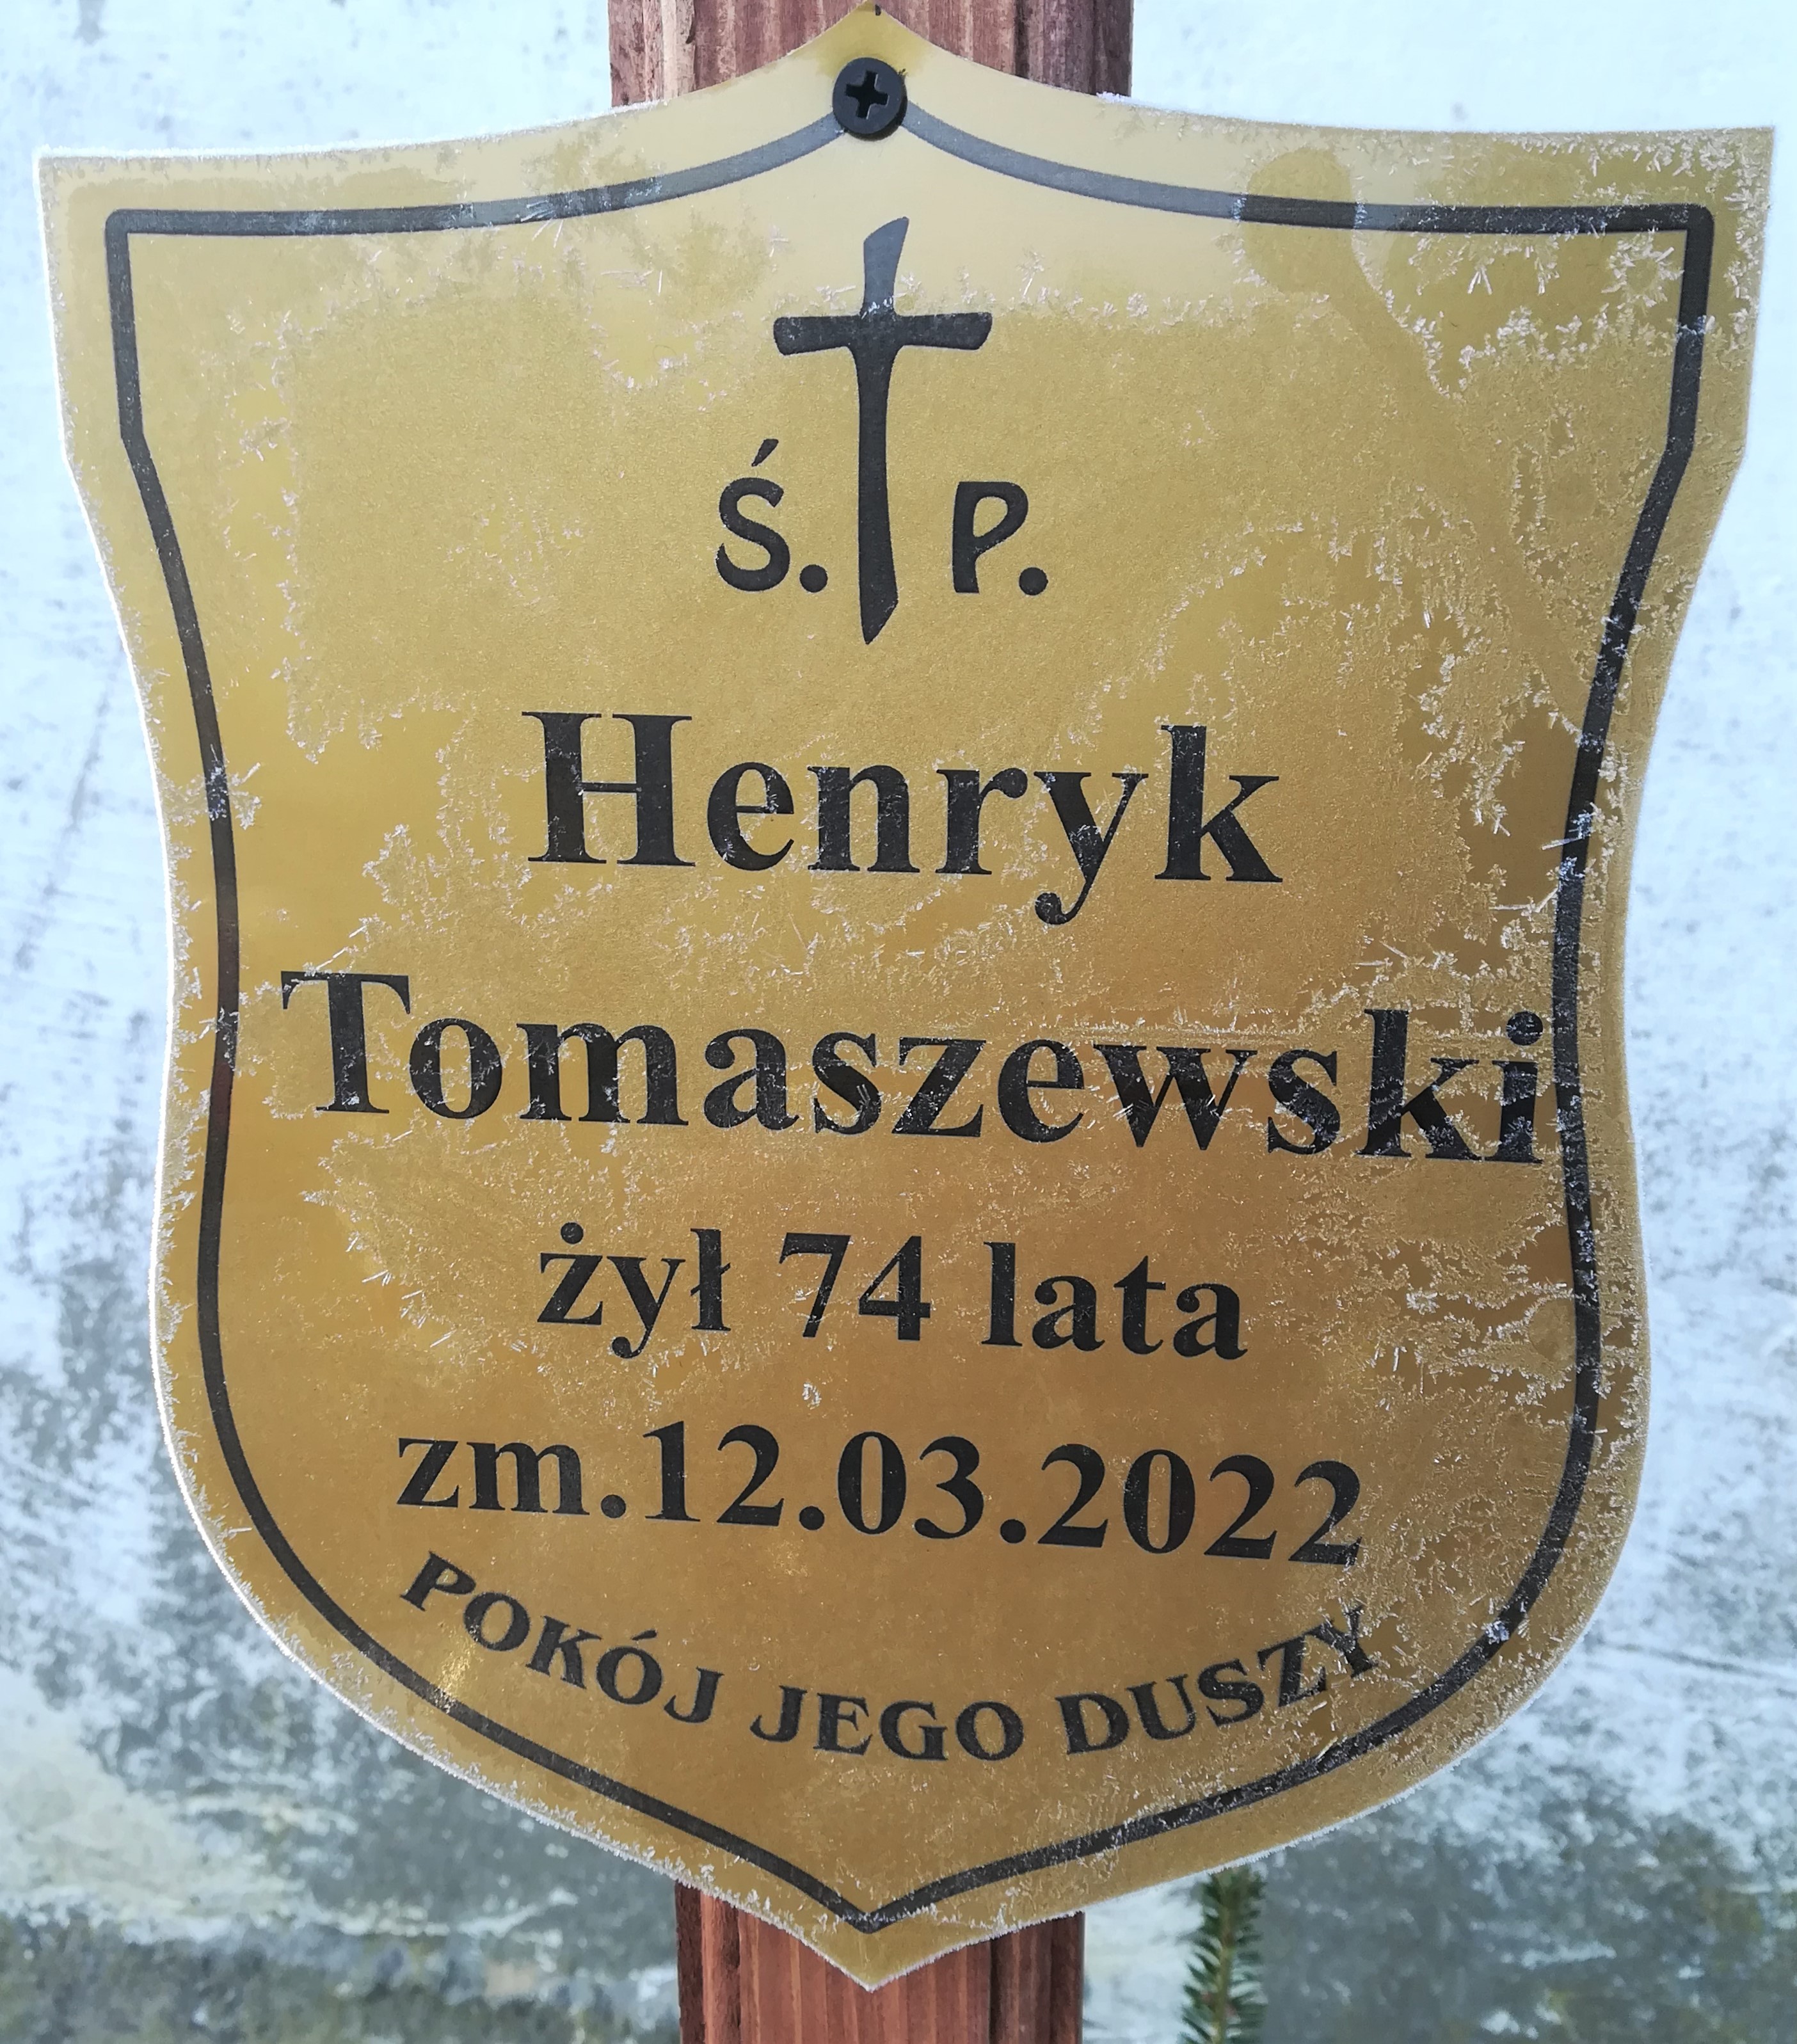 Ś. P.
Henryk
Tomaszewski
żył 74 lata
zm.12.03.2022
POKÓJ JEGO DUSZY